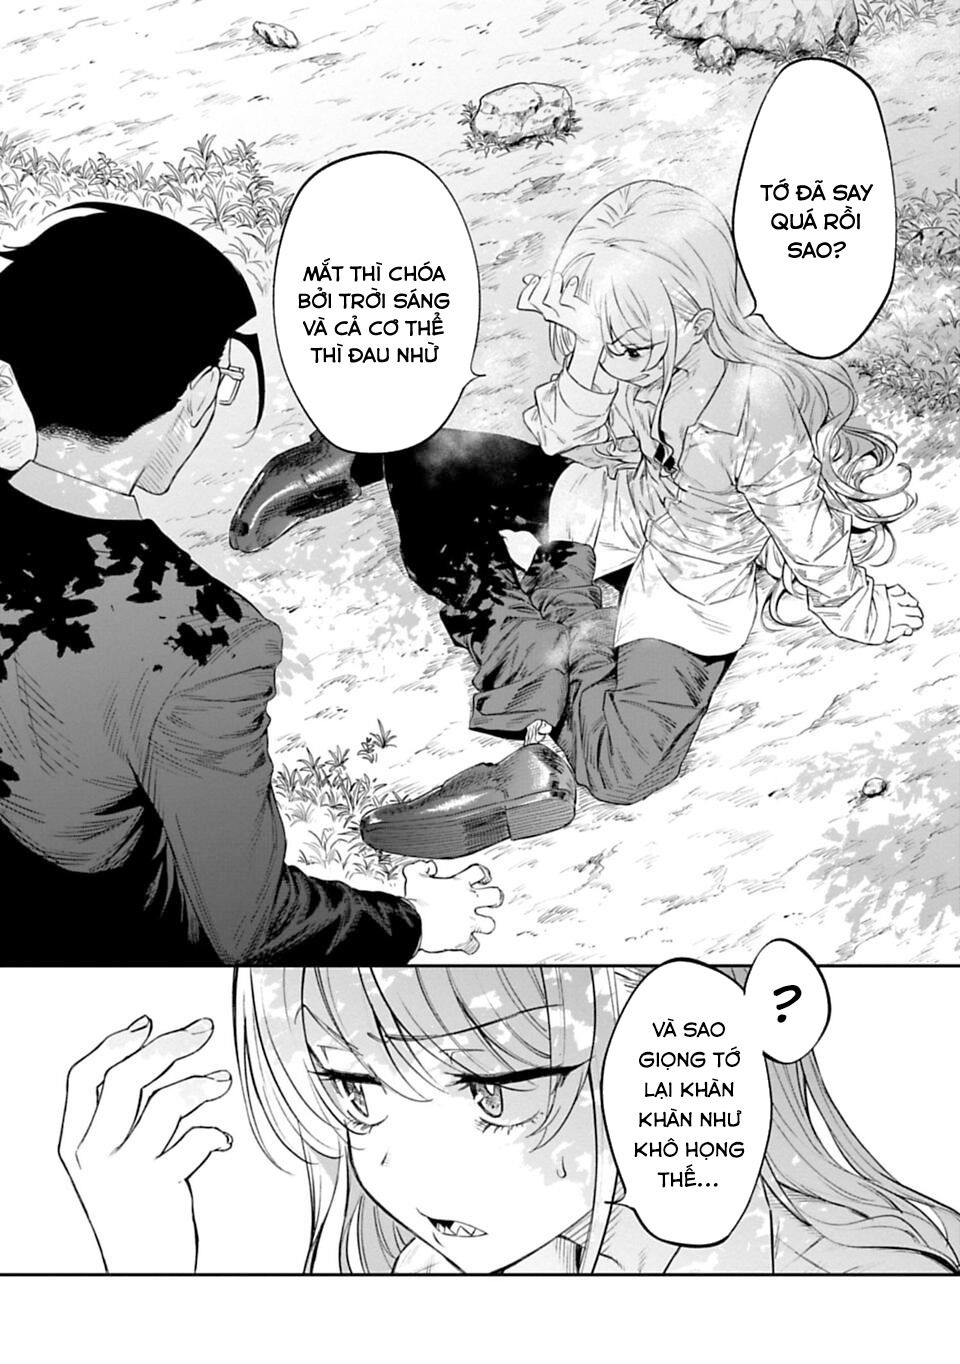 TỚ ĐÃ SAY
QUÁ RỒI
SAO?
MẮT THÌ CHÓA
BỞI TRỜI SÁNG
VÀ CẢ CƠ THỂ
THÌ ĐAU NHỪ
?
VÀ SAO
GIỌNG TỚ
LẠI KHÀN
KHÀN NHƯ
KHÔ HỌNG
THẾ...